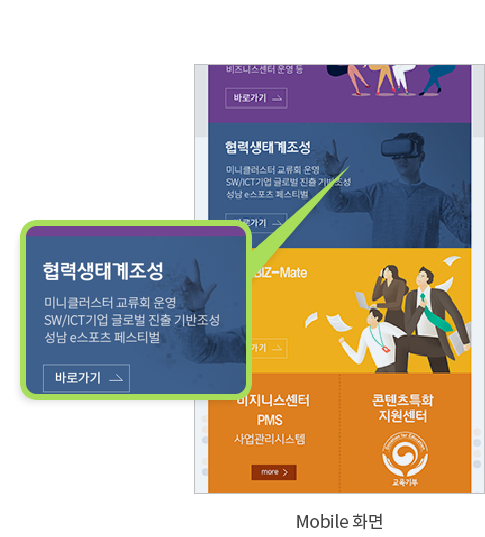 비즈니스센터 운영 등
바로가기
협력생태계조성
미니클러스터 교류회 운영
SW/ICT기업 글로벌 진출 기반조성
성남 e스포츠 페스티벌
바로가기
협력생태계조성
미니클러스터 교류회 운영
SW/ICT기업 글로벌 진출 기반조성
성남 e스포츠 페스티벌
바로가기
BIZ-Mate
가기
비지니스센터
PMS
사업관리시스템
more
콘텐츠특화
지원센터
교육기부
Mobile 화면